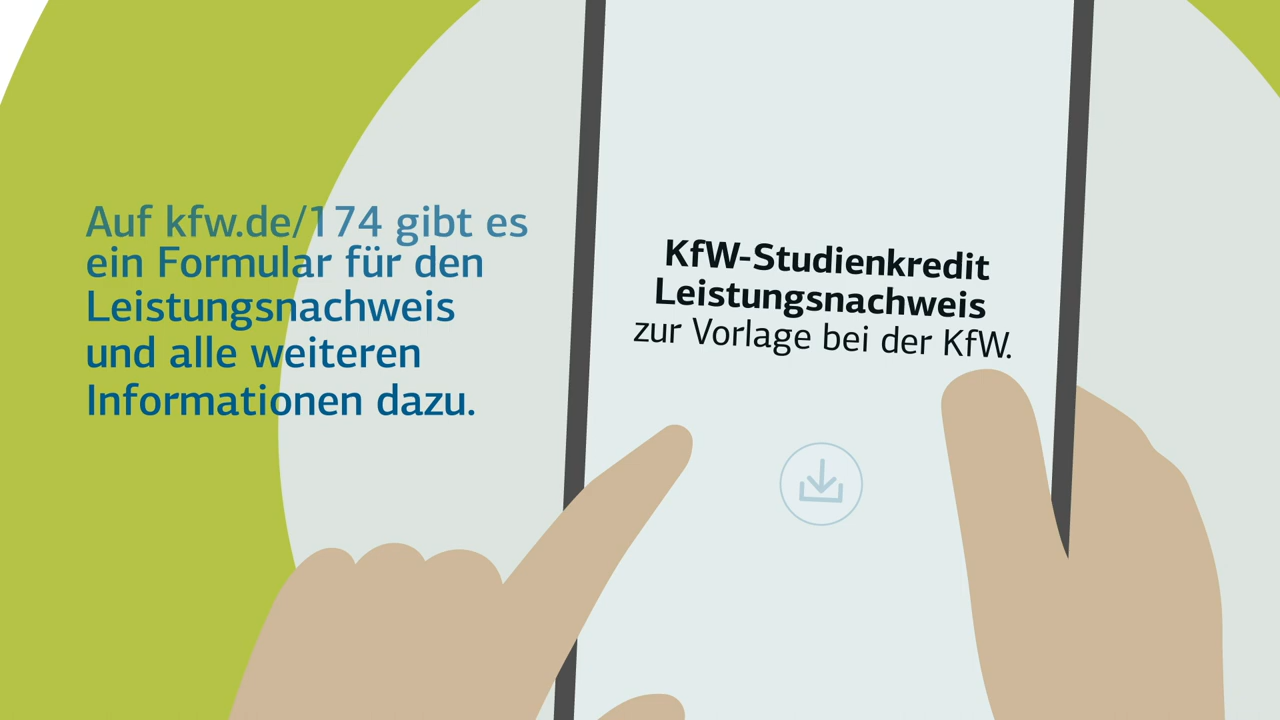 Auf kfw.de/174 gibt es
ein Formular für den
Leistungsnachweis
und alle weiteren
Informationen dazu.
KfW-Studienkredit
Leistungsnachweis
zur Vorlage bei der KfW.